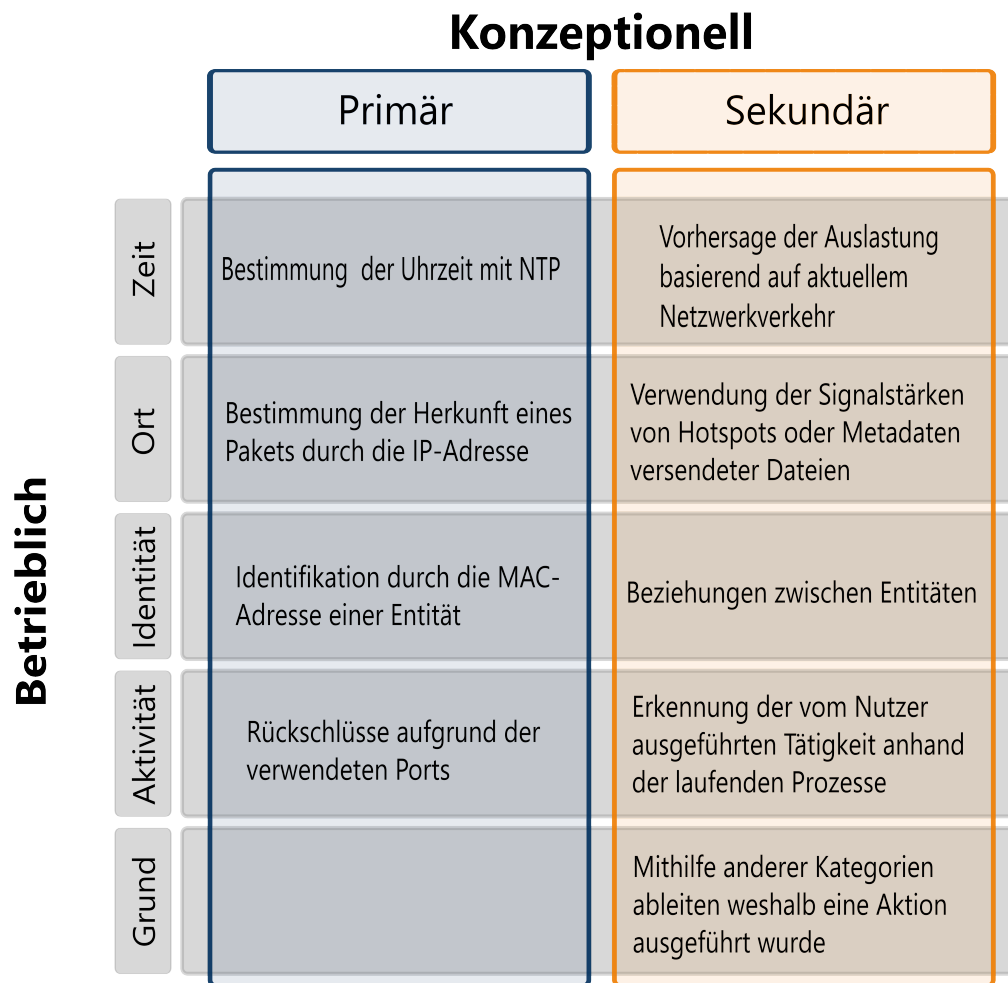 Konzeptionell
Primär
Sekundär
Betrieblich
Zeit
Bestimmung  der Uhrzeit mit NTP
Vorhersage der Auslastung
basierend auf aktuellem
Netzwerkverkehr
Ort
Bestimmung der Herkunft eines
Pakets durch die IP-Adresse
Verwendung der Signalstärken
von Hotspots oder Metadaten
versendeter Dateien
Identität
Identifikation durch die MAC-
Adresse einer Entität
Beziehungen zwischen Entitäten
Aktivität
Rückschlüsse aufgrund der
verwendeten Ports
Erkennung der vom Nutzer
ausgeführten Tätigkeit anhand
der laufenden Prozesse
Grund
Mithilfe anderer Kategorien
ableiten weshalb eine Aktion
ausgeführt wurde